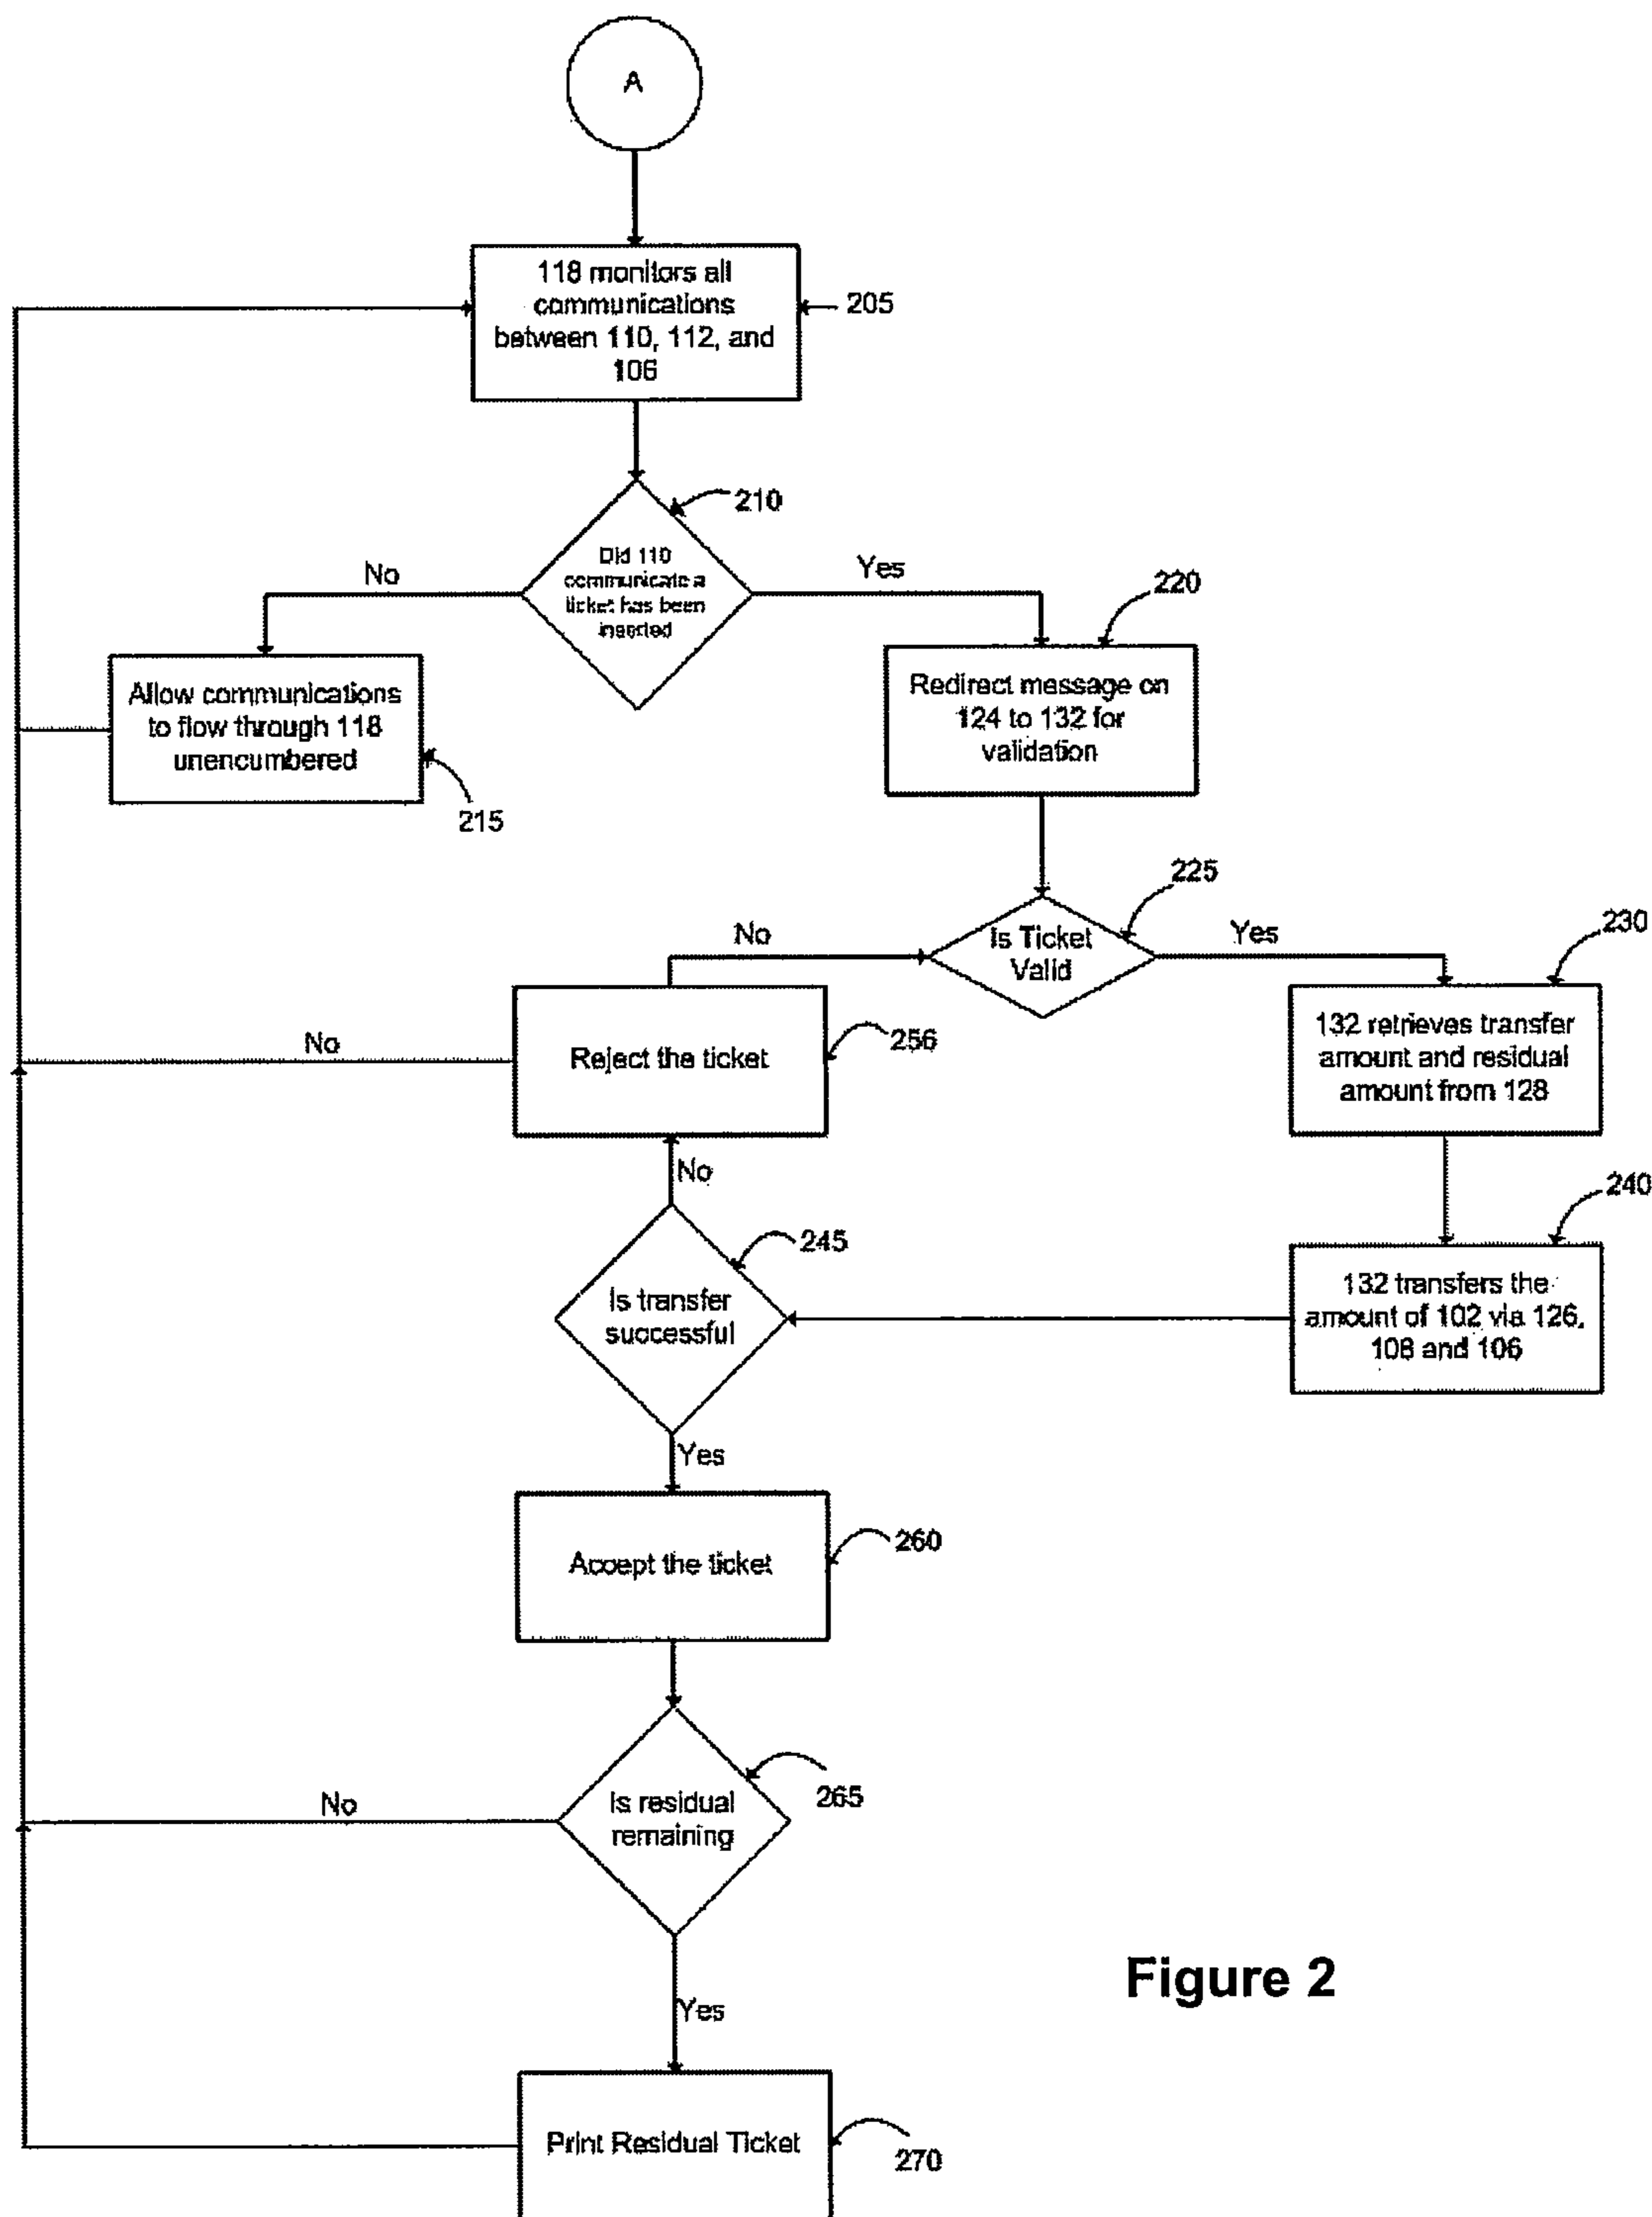 A
118 monitors all
communications
between 110, 112, and
106
205
210
Did 110
communicate a
ticket has been
inserted
No
Yes
220
Allow communications
to flow through 118
unencumbered
215
Redirect message on
124 to 132 for
validation
225
Is Ticket
Valid
No
Yes
230
Reject the ticket
256
No
132 retrieves transfer
amount and residual
amount from 128
No
240
245
Is transfer
successful
132 transfers the
amount of 102 via 126,
108 and 106
Yes
Accept the ticket
260
Is residual
remaining
265
No
Yes
Figure 2
Print Residual Ticket
270